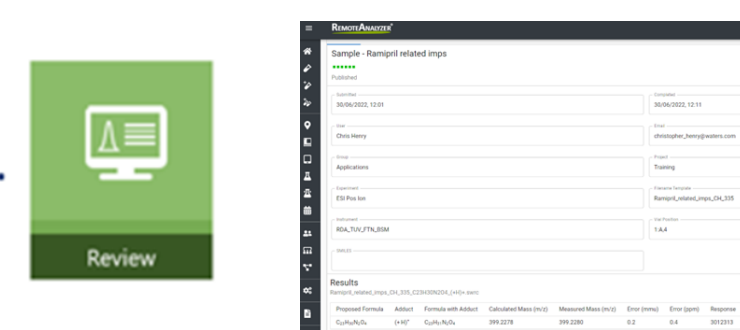 Review
REMOTEANALYZER
Sample - Ramipril related imps
Published
Submitted
30/06/2022, 12:01
Completed
30/06/2022, 12:11
User
Chris Henry
Email
christopher_henry@waters.com
Group
Applications
Project
Training
Experiment
ESI Pos Ion
Filename Template
Ramipril_related_imps_CH_335
Instrument
RDA_TUV_FTN_BSM
Vial Position
1:A,4
SMILES
Results
Ramipril_related_imps_CH_335_C23H30N2O4_(+H)+
Proposed Formula Adduct Formula with Adduct Calculated Mass (m/z) Measured Mass (m/z) Error (mmu) Error (ppm) Response
C₂₃H₃₀N₂O₄ (+ H)⁺ C₂₃H₃₁N₂O₄ 399.2278 399.2280 0.2 0.4 3012313